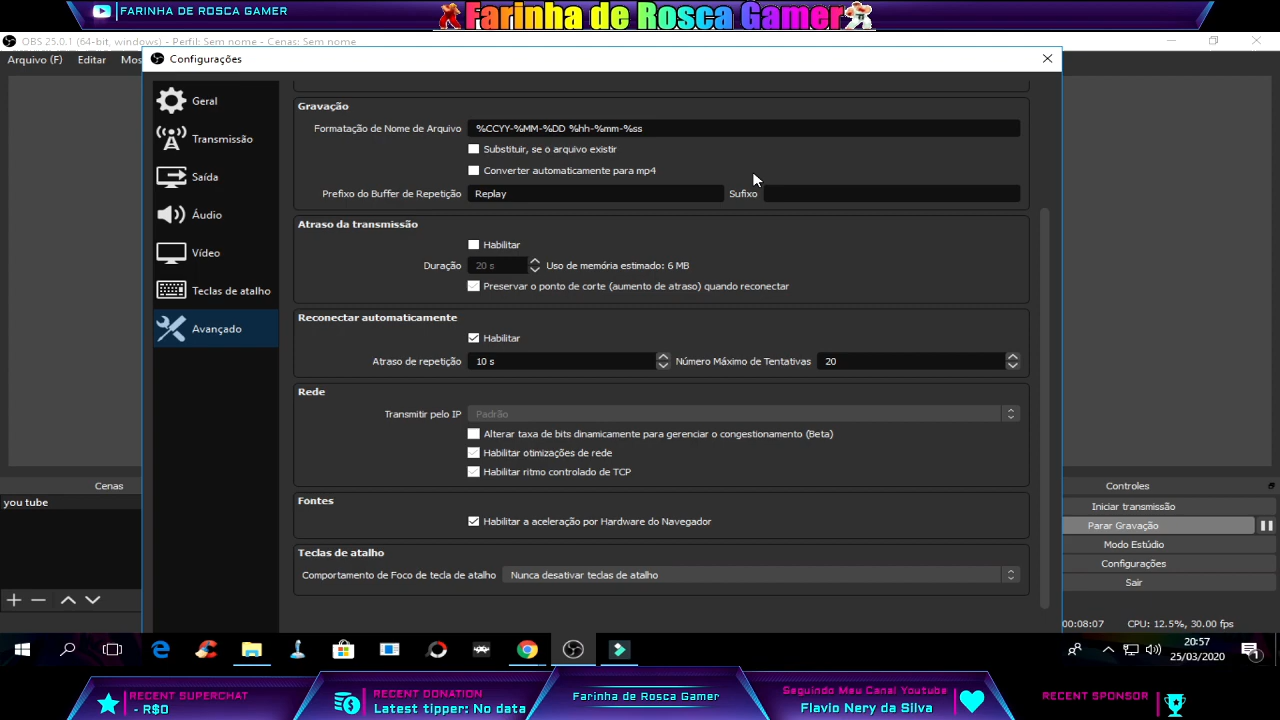 FARINHA DE ROSCA GAMER
Farinha de Rosca Gamer
OBS 25.0.1 (64-bit, windows) - Perfil: Sem nome - Cenas: Sem nome
Arquivo (F) Editar Mos
Configurações
Geral
Transmissão
Saída
Áudio
Vídeo
Teclas de atalho
Avançado
Gravação
Formatação de Nome de Arquivo %CCYY-%MM-%DD %hh-%mm-%ss
Substituir, se o arquivo existir
Converter automaticamente para mp4
Prefixo do Buffer de Repetição Replay Sufixo
Atraso da transmissão
Habilitar
Duração 20 s Uso de memória estimado: 6 MB
Preservar o ponto de corte (aumento de atraso) quando reconectar
Reconectar automaticamente
Habilitar
Atraso de repetição 10 s Número Máximo de Tentativas 20
Rede
Transmitir pelo IP Padrão
Alterar taxa de bits dinamicamente para gerenciar o congestionamento (Beta)
Habilitar otimizações de rede
Habilitar ritmo controlado de TCP
Fontes
Habilitar a aceleração por Hardware do Navegador
Teclas de atalho
Comportamento de Foco de tecla de atalho Nunca desativar teclas de atalho
Cenas
you tube
Controles
Iniciar transmissão
Parar Gravação
Modo Estúdio
Configurações
Sair
00:08:07 CPU: 12.5%, 30.00 fps
20:57
25/03/2020
1
RECENT SUPERCHAT
- R$0
RECENT DONATION
Latest tipper: No data
Farinha de Rosca Gamer
Seguindo Meu Canal Youtube
Flavio Nery da Silva
RECENT SPONSOR